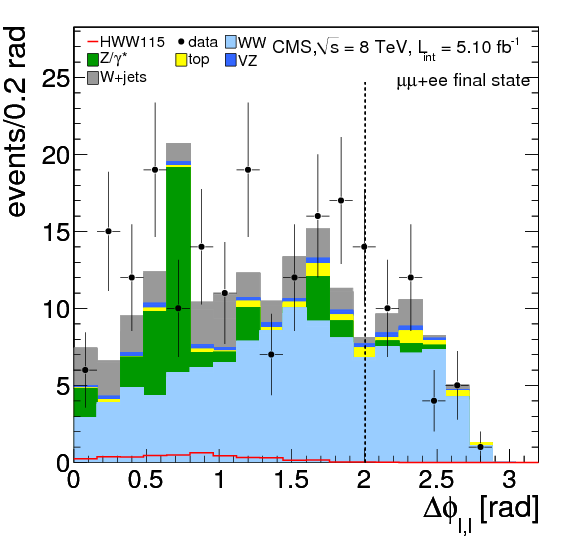 HWW115 data WW CMS,√s = 8 TeV, L_int = 5.10 fb⁻¹
Z/γ* top VZ
W+jets
μμ+ee final state
events/0.2 rad
25
20
15
10
5
0
0 0.5 1 1.5 2 2.5 3
Δϕ_l,l [rad]